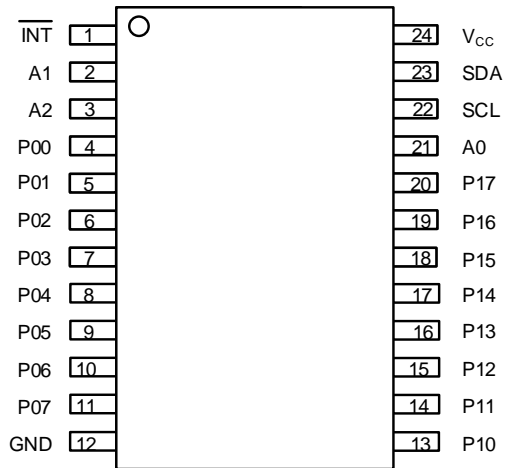 I̅N̅T̅ 1 24 VCC
A1 2 23 SDA
A2 3 22 SCL
P00 4 21 A0
P01 5 20 P17
P02 6 19 P16
P03 7 18 P15
P04 8 17 P14
P05 9 16 P13
P06 10 15 P12
P07 11 14 P11
GND 12 13 P10